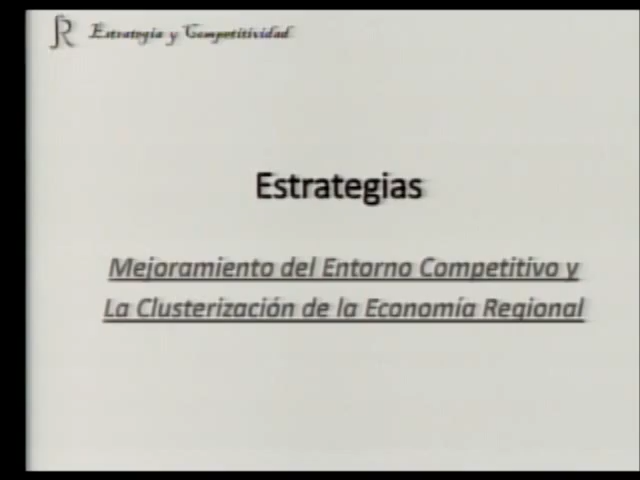 Estrategia y Competitividad
Estrategias
Mejoramiento del Entorno Competitivo y
La Clusterización de la Economía Regional